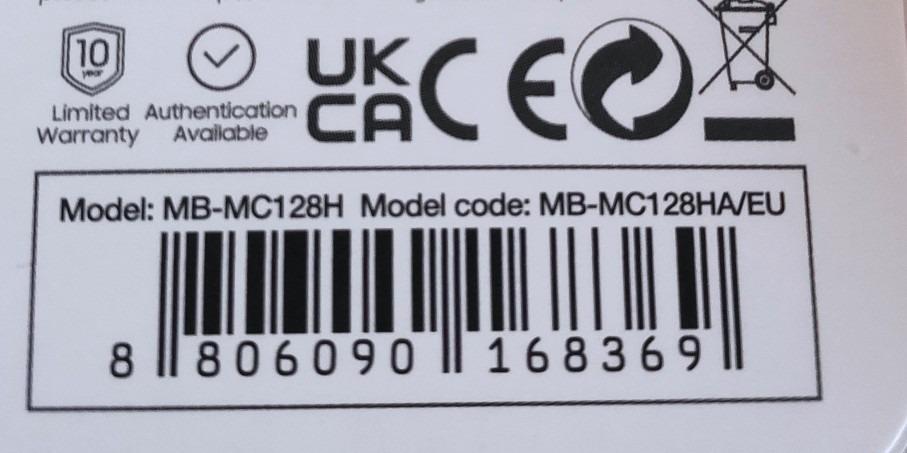 10
year
Limited Authentication
Warranty Available
UK
CA
CE
Model: MB-MC128H Model code: MB-MC128HA/EU
8 806090 168369